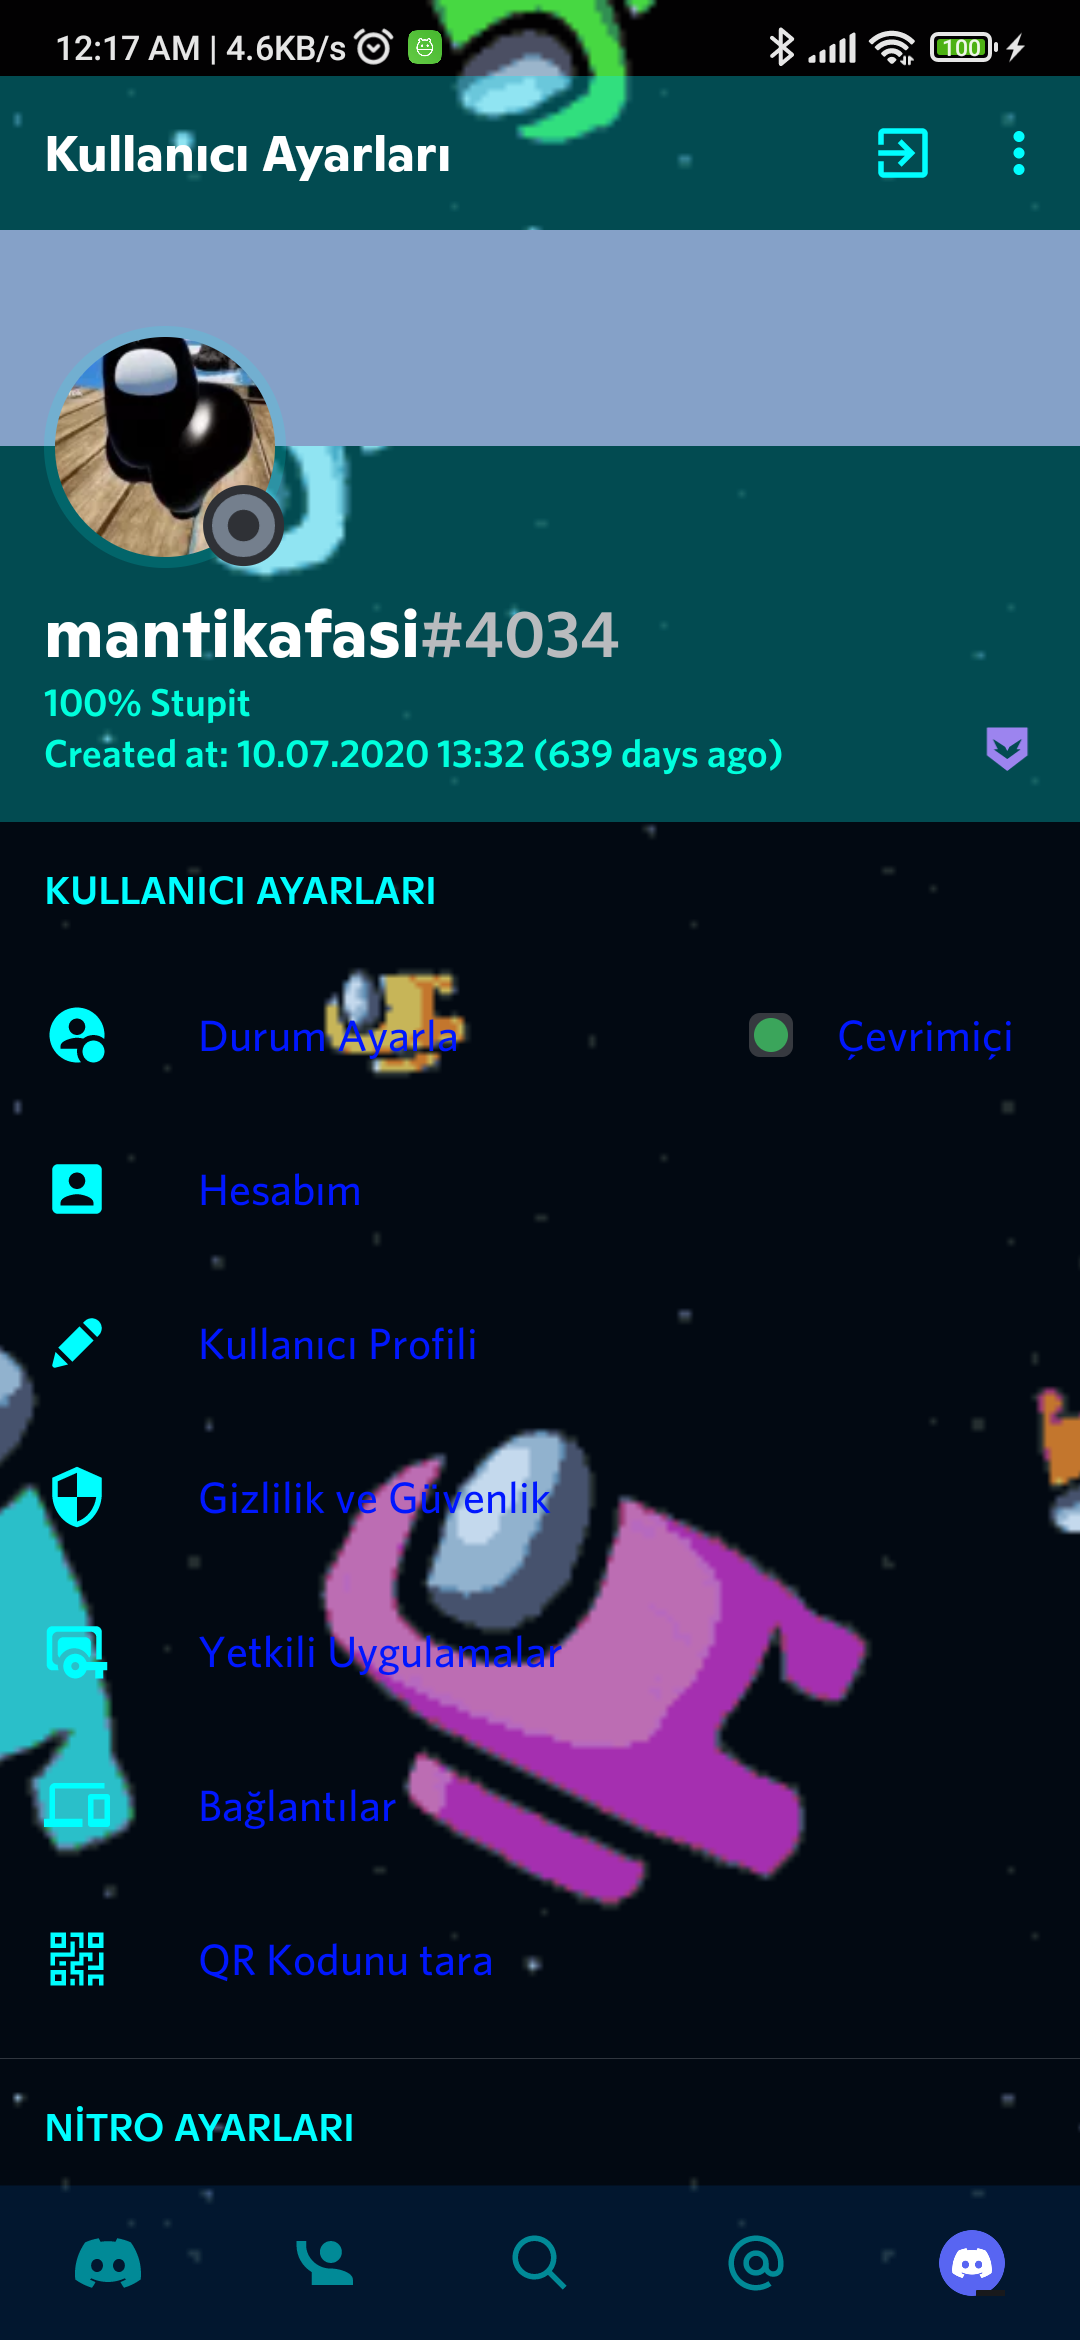 12:17 AM | 4.6KB/s 100
Kullanıcı Ayarları
mantikafasi#4034
100% Stupit
Created at: 10.07.2020 13:32 (639 days ago)
KULLANICI AYARLARI
Durum Ayarla Çevrimiçi
Hesabım
Kullanıcı Profili
Gizlilik ve Güvenlik
Yetkili Uygulamalar
Bağlantılar
QR Kodunu tara
NİTRO AYARLARI